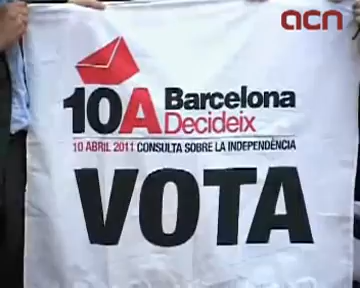 acn
10A Barcelona
Decideix
10 ABRIL 2011 CONSULTA SOBRE LA INDEPENDÈNCIA
VOTA